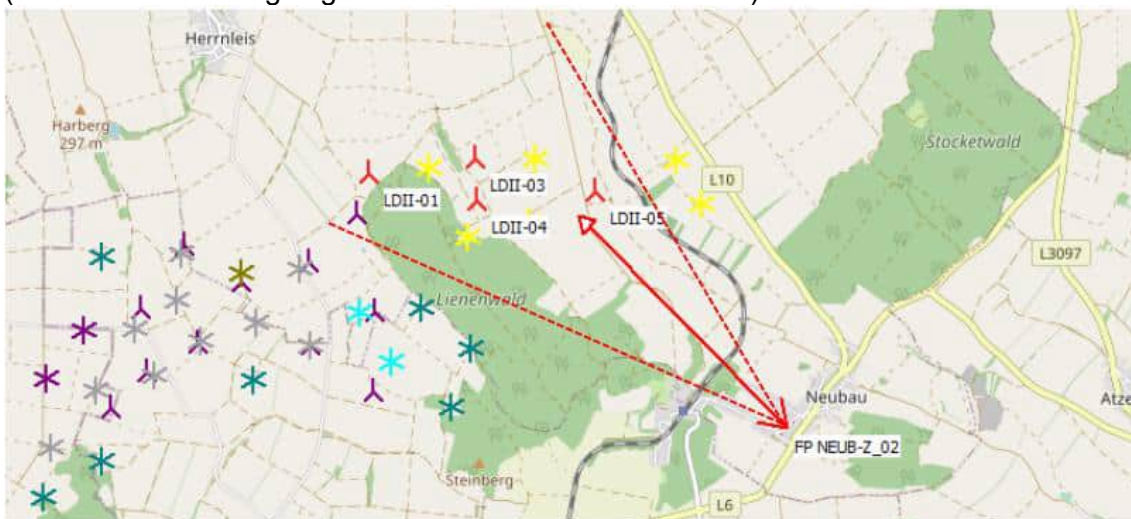 Herrnleis
Harberg
297 m
Stocketwald
L10
LDII-03
LDII-01
LDII-05
LDII-04
L3097
Lienenwald
Neubau
Atze
FP NEUB-Z_02
Steinberg
L6